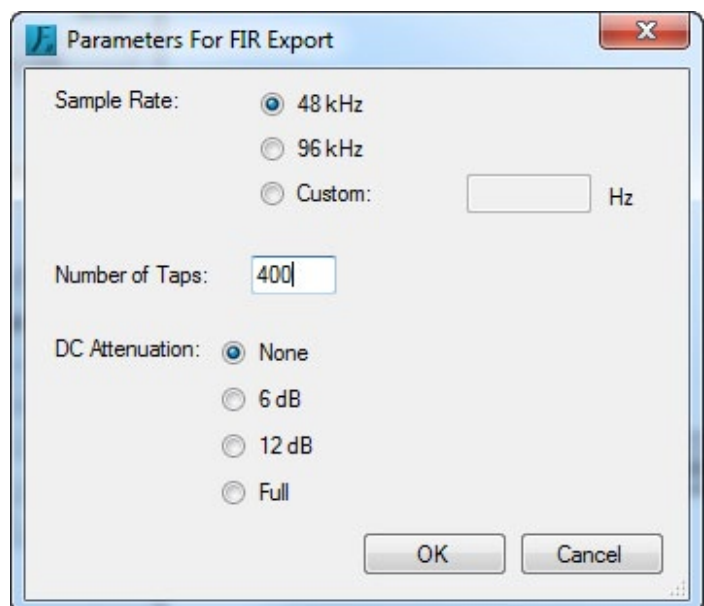 Parameters For FIR Export
Sample Rate: 48 kHz
96 kHz
Custom: Hz
Number of Taps: 400
DC Attenuation: None
6 dB
12 dB
Full
OK Cancel